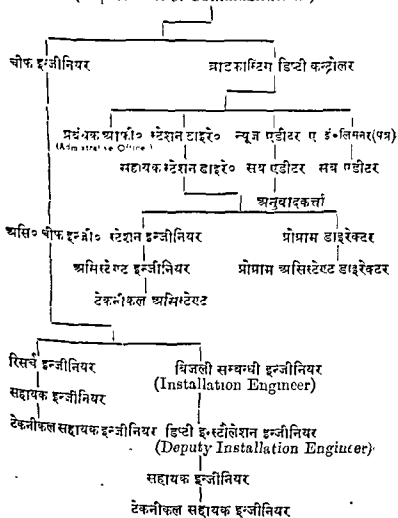 चीफ इन्जीनियर ब्राडकास्टिंग डिप्टी कन्ट्रोलर
प्रबंधक आफी० स्टेशन डाइरे० न्यूज एडीटर ए इं० लिसनर(पत्र)
(Admistrative Office)
सहायक स्टेशन डाइरे० सब एडीटर सब एडीटर
अनुवादकर्त्ता
असि० चीफ इन्जी० स्टेशन इन्जीनियर प्रोग्राम डाइरेक्टर
असिस्टेण्ट इन्जीनियर प्रोग्राम असिस्टेण्ट डाइरेक्टर
टेकनीकल असिस्टेण्ट
रिसर्च इन्जीनियर बिजली सम्बन्धी इन्जीनियर
(Installation Engineer)
सहायक इन्जीनियर
टेकनीकल सहायक इन्जीनियर डिप्टी इन्स्टौलेशन इन्जीनियर
(Deputy Installation Engineer)
सहायक इन्जीनियर
टेकनीकल सहायक इन्जीनियर